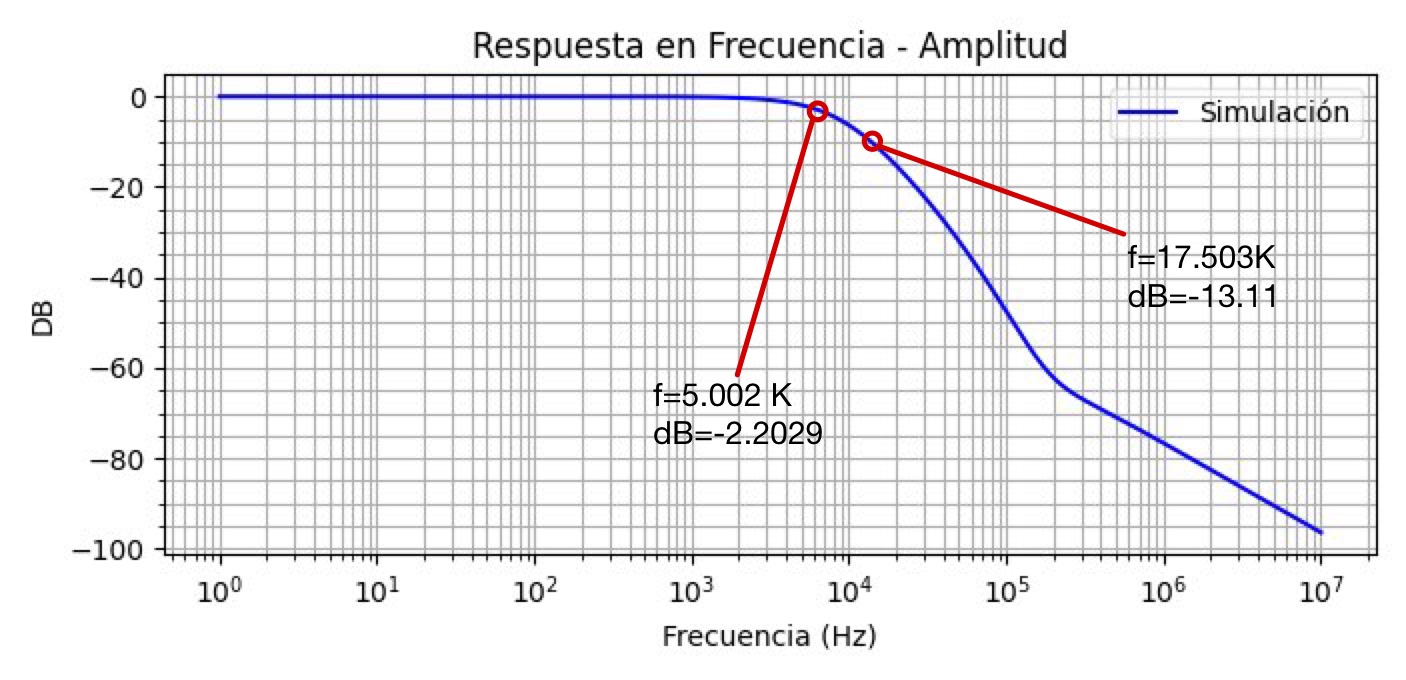 Respuesta en Frecuencia - Amplitud
Simulación
0
−20
−40
−60
−80
−100
DB
f=17.503K
dB=-13.11
f=5.002 K
dB=-2.2029
10⁰ 10¹ 10² 10³ 10⁴ 10⁵ 10⁶ 10⁷
Frecuencia (Hz)